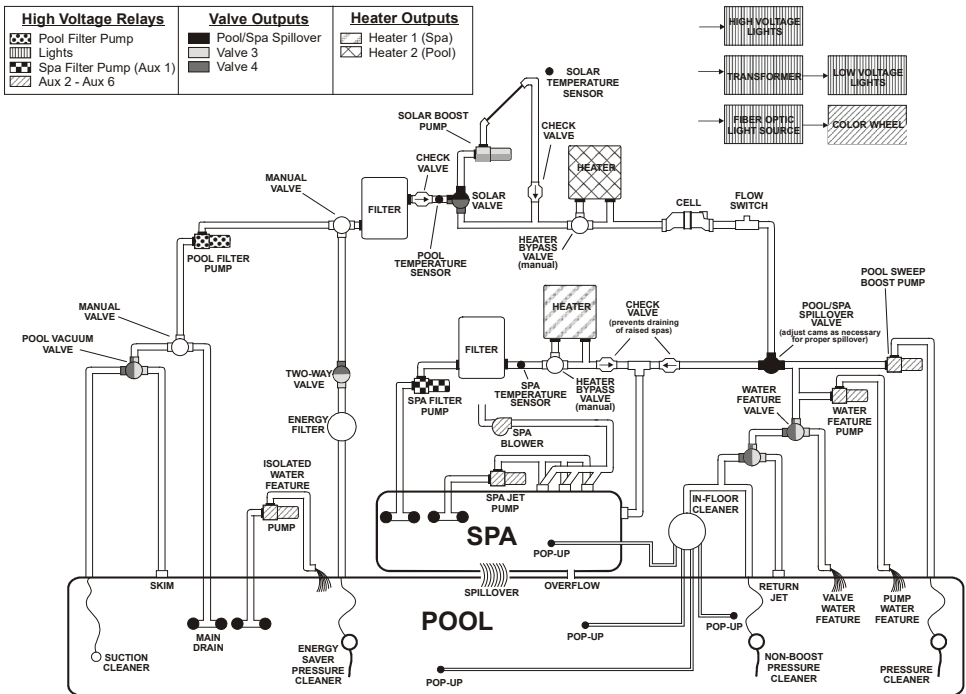 High Voltage Relays
Pool Filter Pump
Lights
Spa Filter Pump (Aux 1)
Aux 2 - Aux 6
Valve Outputs
Pool/Spa Spillover
Valve 3
Valve 4
Heater Outputs
Heater 1 (Spa)
Heater 2 (Pool)
HIGH VOLTAGE
LIGHTS
TRANSFORMER
LOW VOLTAGE
LIGHTS
FIBER OPTIC
LIGHT SOURCE
COLOR WHEEL
SOLAR
TEMPERATURE
SENSOR
SOLAR BOOST
PUMP
CHECK
VALVE
CHECK
VALVE
MANUAL
VALVE
FILTER
SOLAR
VALVE
HEATER
CELL
FLOW
SWITCH
POOL FILTER
PUMP
POOL
TEMPERATURE
SENSOR
HEATER
BYPASS
VALVE
(manual)
POOL SWEEP
BOOST PUMP
MANUAL
VALVE
POOL VACUUM
VALVE
HEATER
CHECK
VALVE
(prevents draining
of raised spas)
POOL/SPA
SPILLOVER
VALVE
(adjust cams as necessary
for proper spillover)
FILTER
TWO-WAY
VALVE
SPA FILTER
PUMP
SPA
TEMPERATURE
SENSOR
HEATER
BYPASS
VALVE
(manual)
WATER
FEATURE
VALVE
WATER
FEATURE
PUMP
ENERGY
FILTER
SPA
BLOWER
ISOLATED
WATER
FEATURE
PUMP
SPA JET
PUMP
IN-FLOOR
CLEANER
SPA
POP-UP
SKIM
SPILLOVER
OVERFLOW
RETURN
JET
VALVE
WATER
FEATURE
PUMP
WATER
FEATURE
POOL
MAIN
DRAIN
POP-UP
POP-UP
SUCTION
CLEANER
ENERGY
SAVER
PRESSURE
CLEANER
POP-UP
NON-BOOST
PRESSURE
CLEANER
PRESSURE
CLEANER